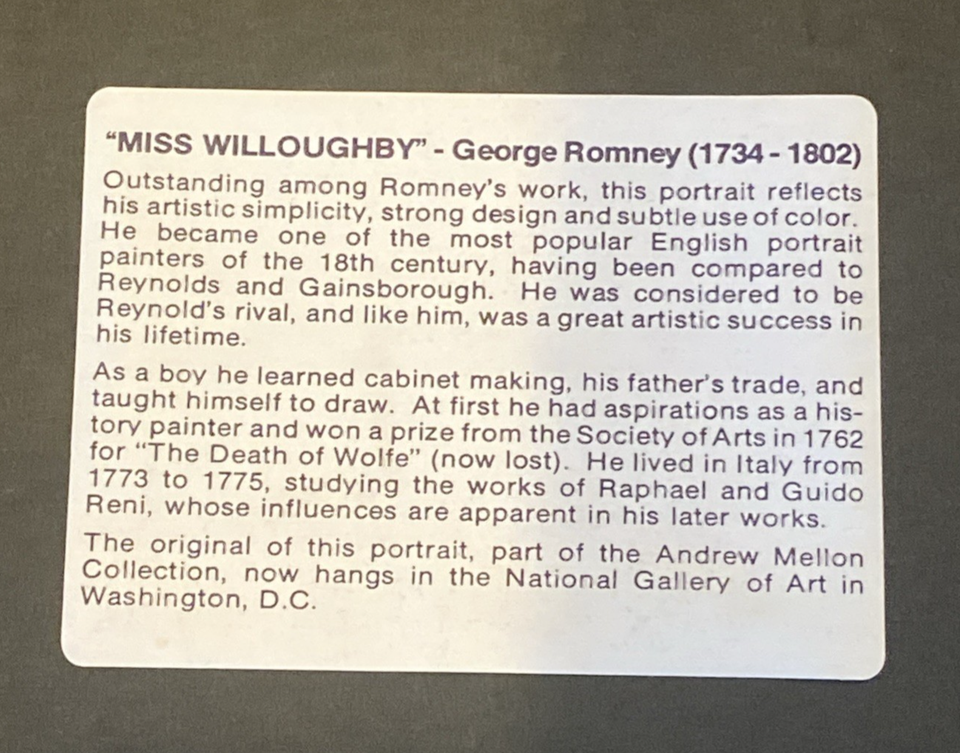 “MISS WILLOUGHBY” - George Romney (1734 - 1802)
Outstanding among Romney’s work, this portrait reflects
his artistic simplicity, strong design and subtle use of color.
He became one of the most popular English portrait
painters of the 18th century, having been compared to
Reynolds and Gainsborough. He was considered to be
Reynold’s rival, and like him, was a great artistic success in
his lifetime.
As a boy he learned cabinet making, his father’s trade, and
taught himself to draw. At first he had aspirations as a his-
tory painter and won a prize from the Society of Arts in 1762
for “The Death of Wolfe” (now lost). He lived in Italy from
1773 to 1775, studying the works of Raphael and Guido
Reni, whose influences are apparent in his later works.
The original of this portrait, part of the Andrew Mellon
Collection, now hangs in the National Gallery of Art in
Washington, D.C.